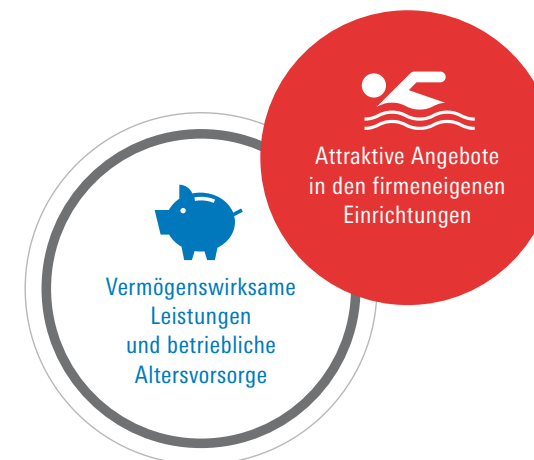 Attraktive Angebote
in den firmeneigenen
Einrichtungen
Vermögenswirksame
Leistungen
und betriebliche
Altersvorsorge